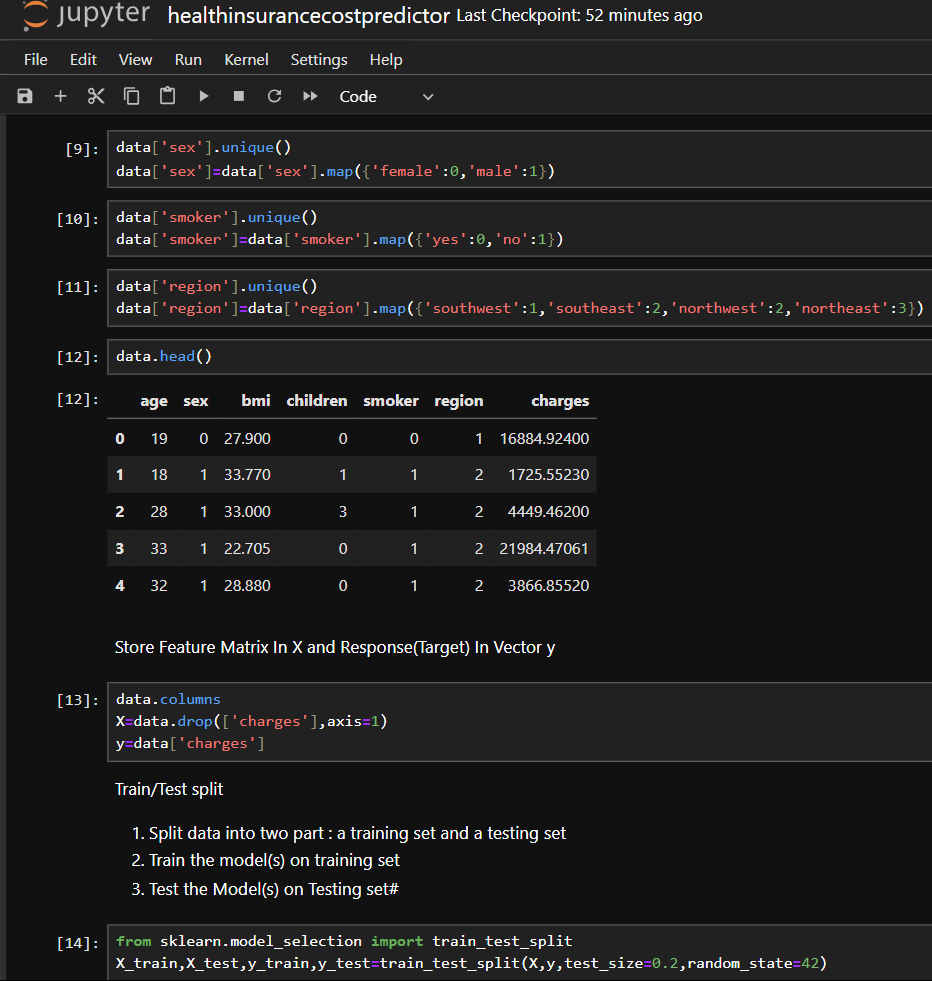 jupyter healthinsurancecostpredictor Last Checkpoint: 52 minutes ago
File Edit View Run Kernel Settings Help
Code
[9]: data['sex'].unique()
data['sex']=data['sex'].map({'female':0,'male':1})
[10]: data['smoker'].unique()
data['smoker']=data['smoker'].map({'yes':0,'no':1})
[11]: data['region'].unique()
data['region']=data['region'].map({'southwest':1,'southeast':2,'northwest':2,'northeast':3})
[12]: data.head()
[12]: age sex bmi children smoker region charges
0 19 0 27.900 0 0 1 16884.92400
1 18 1 33.770 1 1 2 1725.55230
2 28 1 33.000 3 1 2 4449.46200
3 33 1 22.705 0 1 2 21984.47061
4 32 1 28.880 0 1 2 3866.85520
Store Feature Matrix In X and Response(Target) In Vector y
[13]: data.columns
X=data.drop(['charges'],axis=1)
y=data['charges']
Train/Test split
1. Split data into two part : a training set and a testing set
2. Train the model(s) on training set
3. Test the Model(s) on Testing set#
[14]: from sklearn.model_selection import train_test_split
X_train,X_test,y_train,y_test=train_test_split(X,y,test_size=0.2,random_state=42)